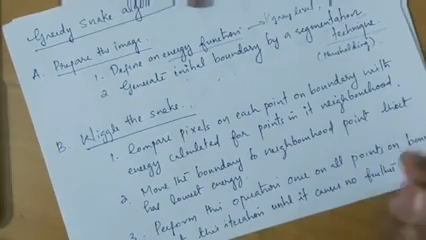 Greedy Snake algo
A. Prepare the image.
1. Define an energy function → gray level
2. Generate initial boundary by a segmentation technique
(thresholding)
B. Wiggle the snake.
1. Compare pixels on each point on boundary with
energy calculated for points in it neighbourhood.
2. Move the boundary to neighbourhood point that
has lowest energy.
3. Perform this operation once on all points on
this iteration until it causes no further